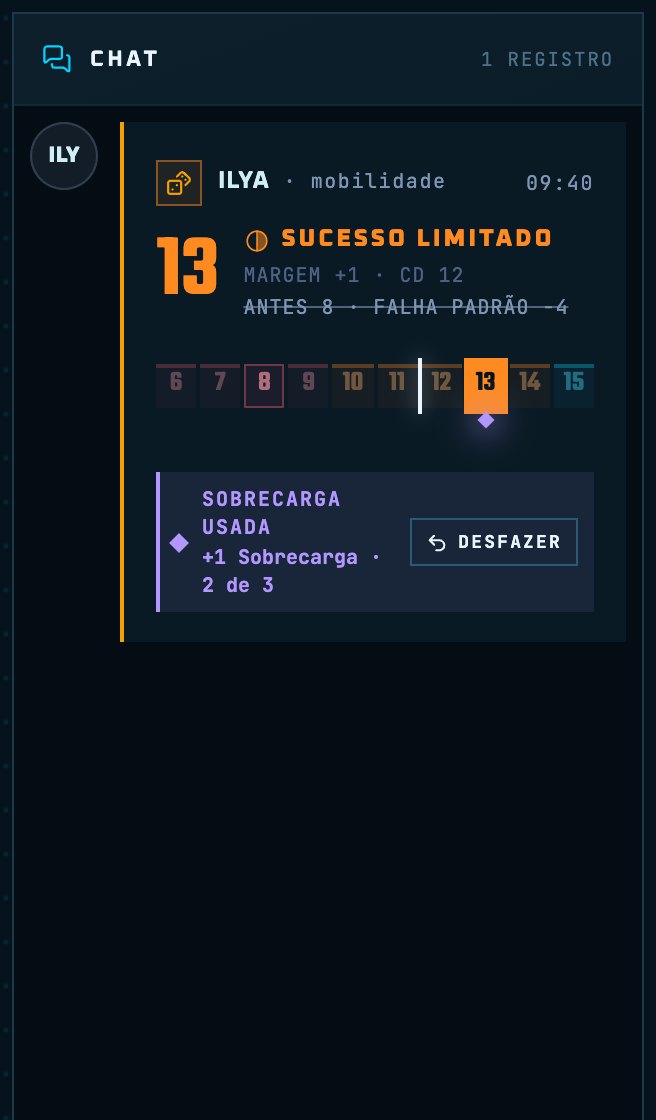 CHAT
1 REGISTRO
ILY
ILYA · mobilidade
09:40
13
SUCESSO LIMITADO
MARGEM +1 · CD 12
ANTES 8 · FALHA PADRÃO -4
6 7 8 9 10 11 12 13 14 15
SOBRECARGA
USADA
+1 Sobrecarga ·
2 de 3
DESFAZER